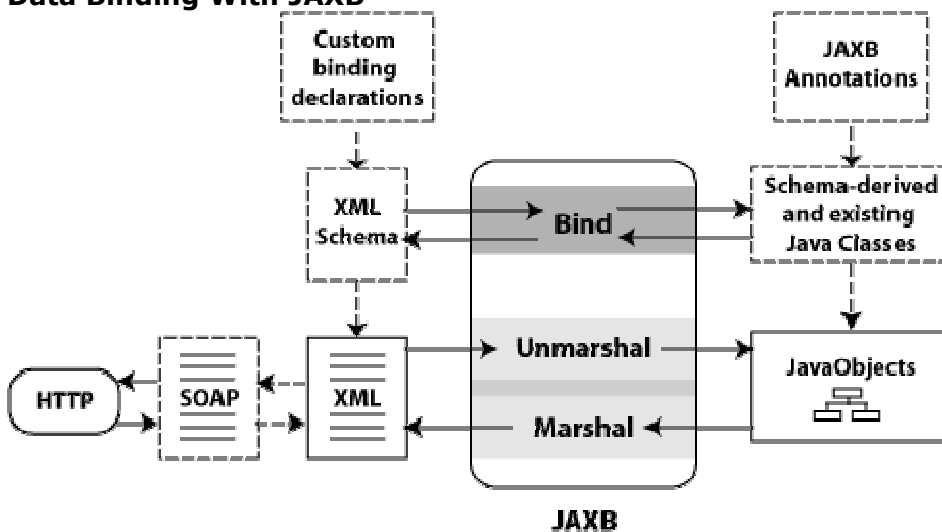 Data Binding With JAXB
Custom
binding
declarations
JAXB
Annotations
XML
Schema
Bind
Schema-derived
and existing
Java Classes
HTTP
SOAP
XML
Unmarshal
Marshal
JavaObjects
JAXB